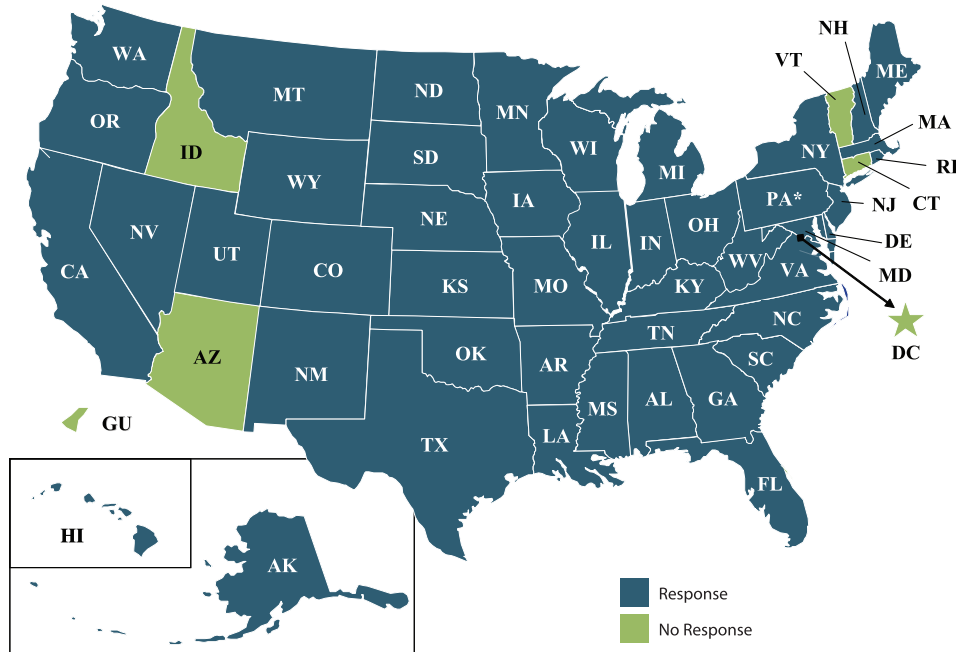 NH
VT
WA
ME
MT
ND
MN
OR
MA
ID
WI
NY
SD
RI
MI
WY
IA
PA*
NE
NJ
CT
NV
OH
DE
IL
IN
UT
WV
CA
CO
MD
VA
KS
MO
KY
NC
TN
DC
OK
AZ
AR
SC
NM
MS
AL
GA
GU
TX
LA
FL
HI
AK
Response
No Response